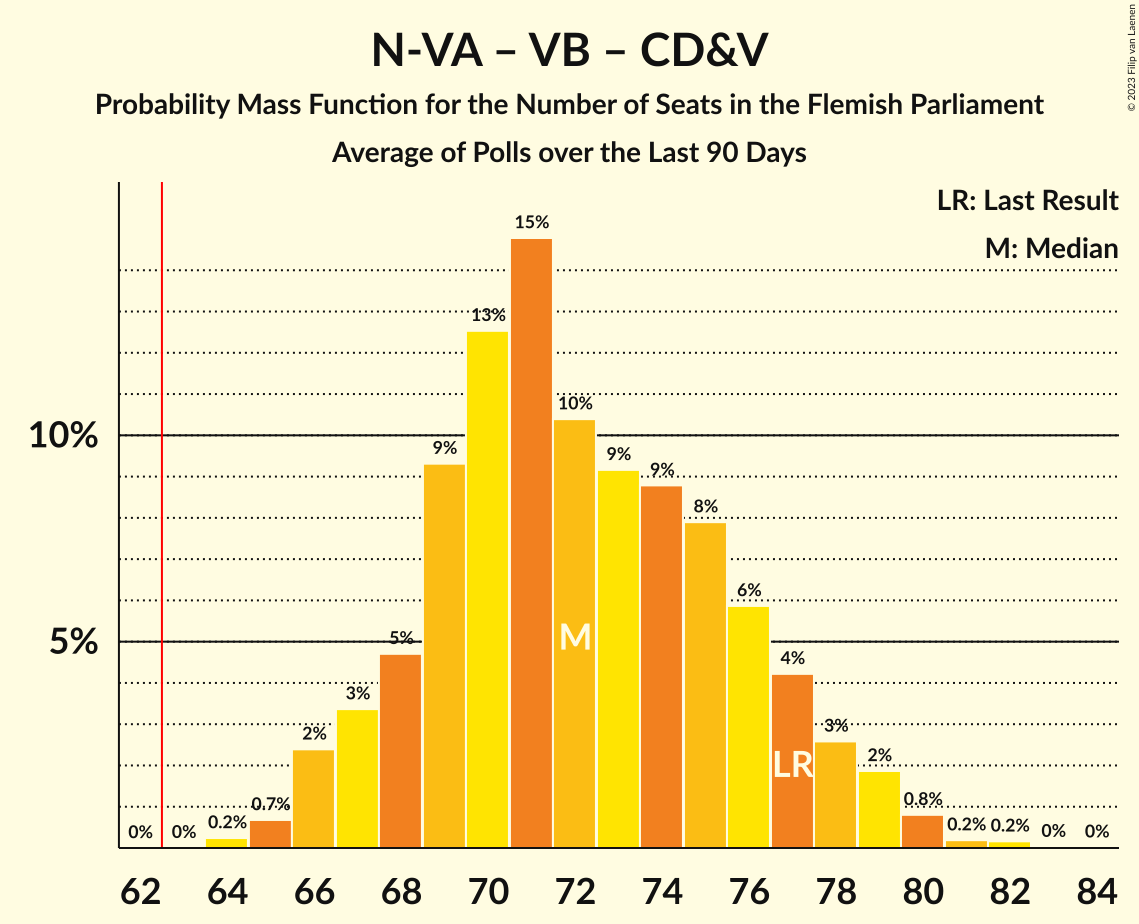 N-VA – VB – CD&V
Probability Mass Function for the Number of Seats in the Flemish Parliament
Average of Polls over the Last 90 Days
© 2023 Filip van Laenen
LR: Last Result
M: Median
10%
5%
0%
0%
0.2%
0.7%
2%
3%
5%
9%
13%
15%
10%
9%
9%
8%
6%
4%
3%
2%
0.8%
0.2%
0.2%
0%
0%
M
LR
62 64 66 68 70 72 74 76 78 80 82 84